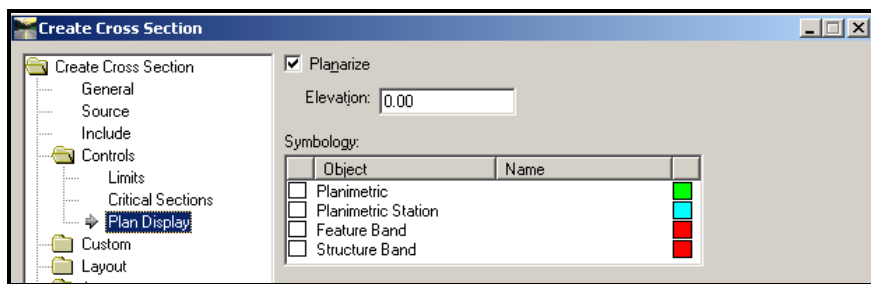 Create Cross Section
Create Cross Section
General
Source
Include
Controls
Limits
Critical Sections
Plan Display
Custom
Layout
Planarize
Elevation: 0.00
Symbology:
Object Name
Planimetric
Planimetric Station
Feature Band
Structure Band